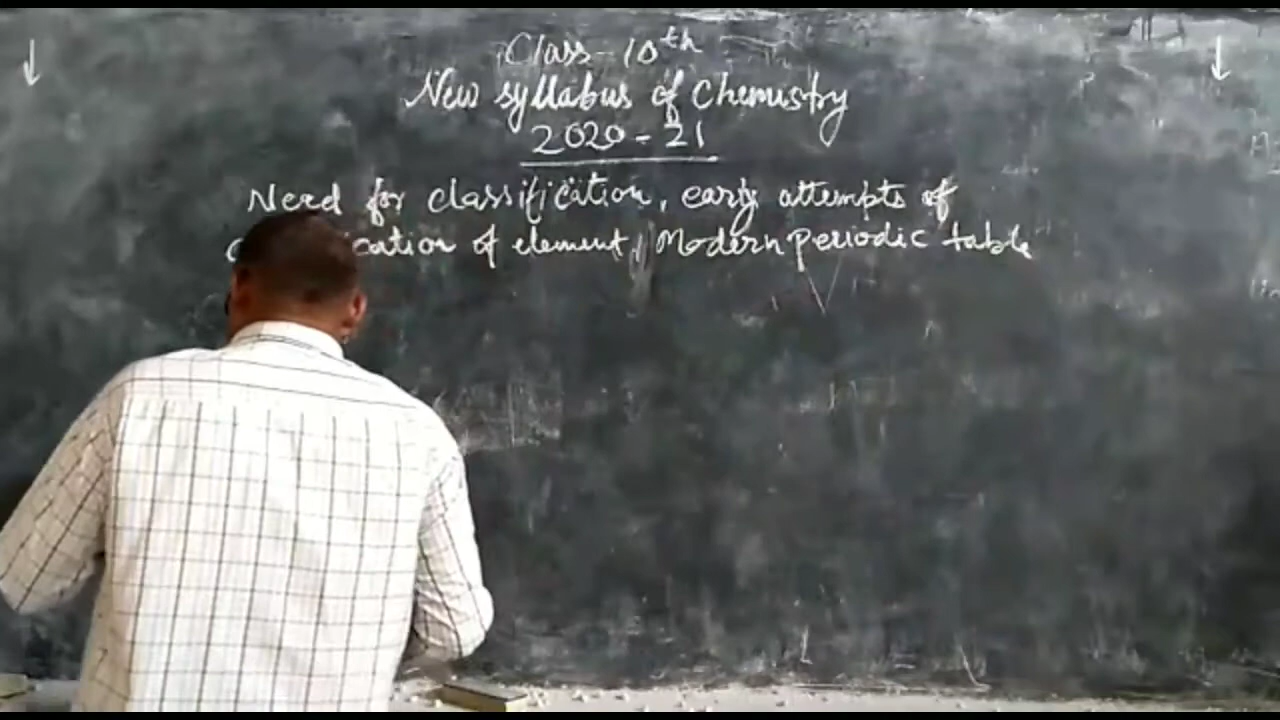 Class-10th
New syllabus of Chemistry
2020-21
Need for classification, early attempts of
cation of element, Modern periodic table